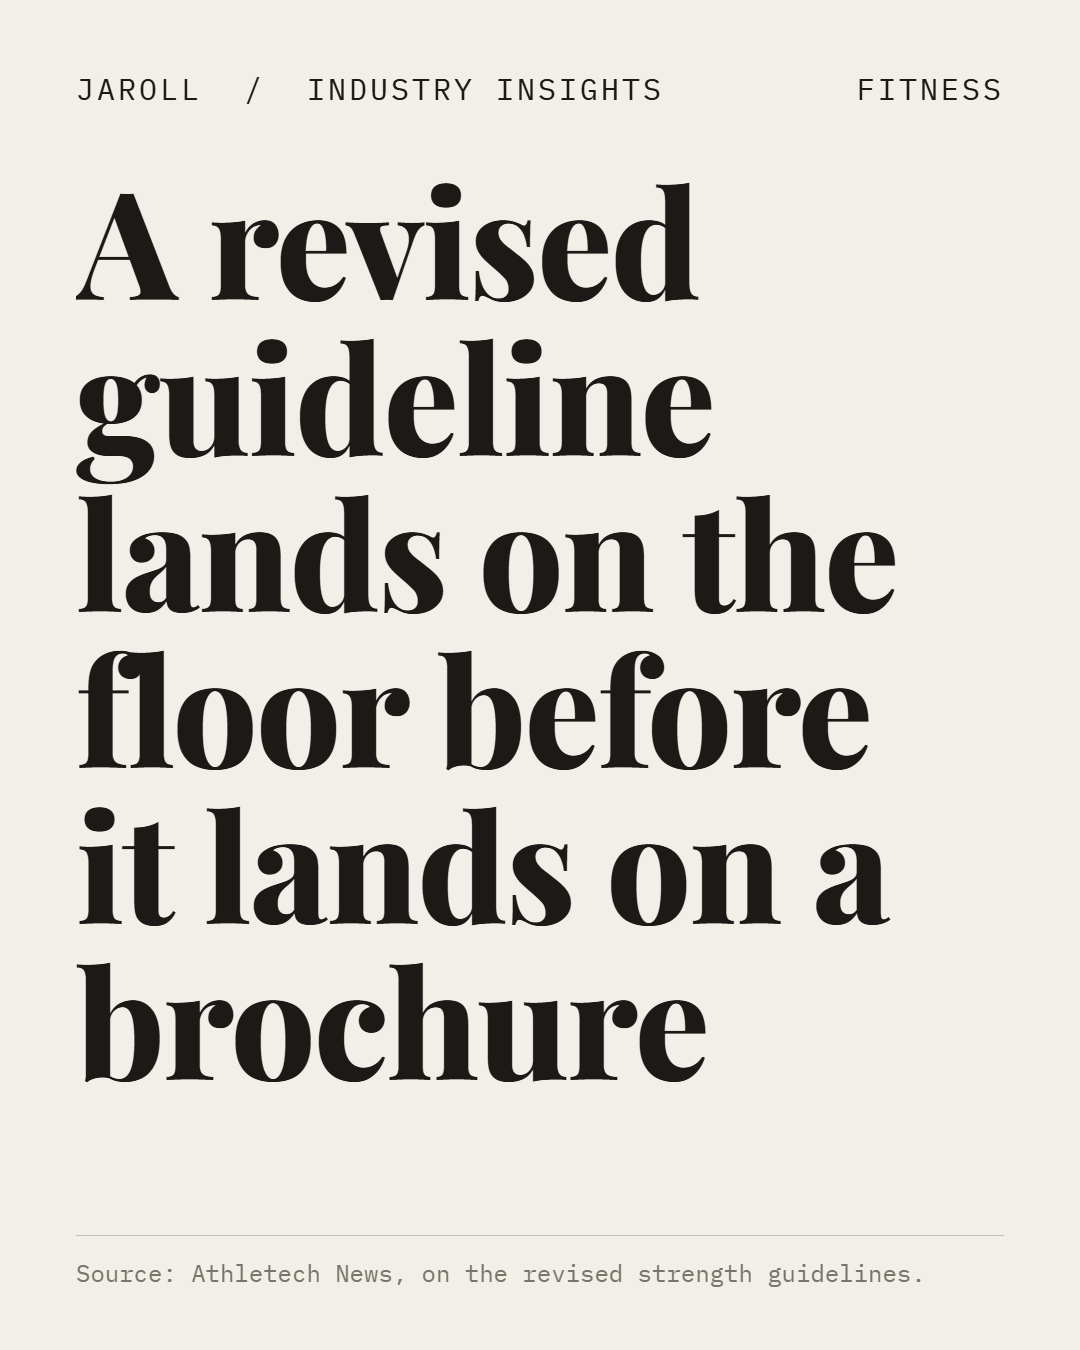 JAROLL / INDUSTRY INSIGHTS FITNESS
A revised
guideline
lands on the
floor before
it lands on a
brochure
Source: Athletech News, on the revised strength guidelines.